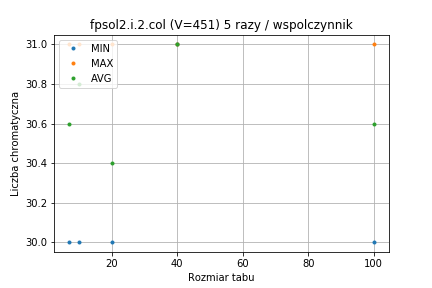 fpsol2.i.2.col (V=451) 5 razy / wspolczynnik
31.0
30.8
30.6
30.4
30.2
30.0
Liczba chromatyczna
MIN
MAX
AVG
20
40
60
80
100
Rozmiar tabu